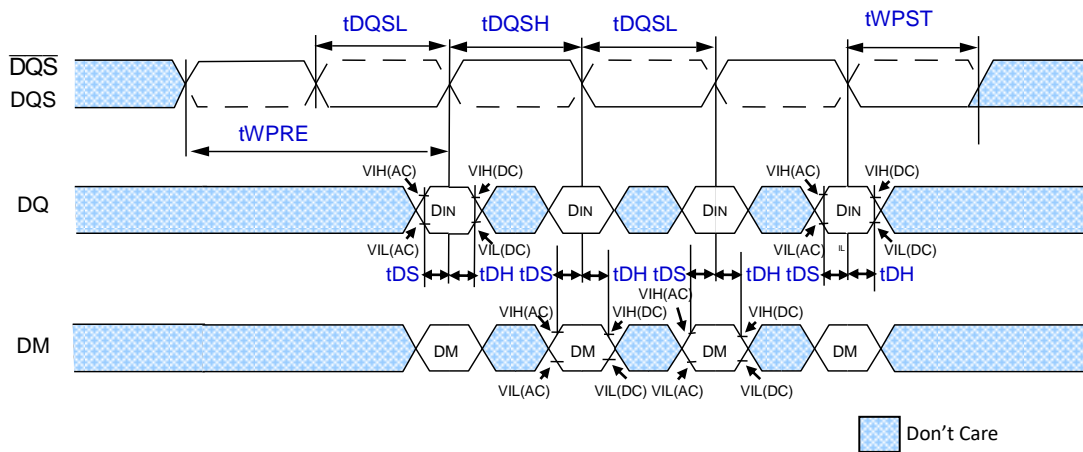 tDQSL tDQSH tDQSL tWPST
DQS
DQS
tWPRE
VIH(AC) VIH(DC) VIH(AC) VIH(DC)
DQ DIN DIN DIN DIN
VIL(AC) VIL(DC) VIL(AC) IL VIL(DC)
tDS tDH tDS tDH tDS tDH tDS tDH
VIH(AC) VIH(DC) VIH(AC) VIH(DC)
DM DM DM DM DM
VIL(AC) VIL(DC) VIL(AC) VIL(DC)
Don't Care